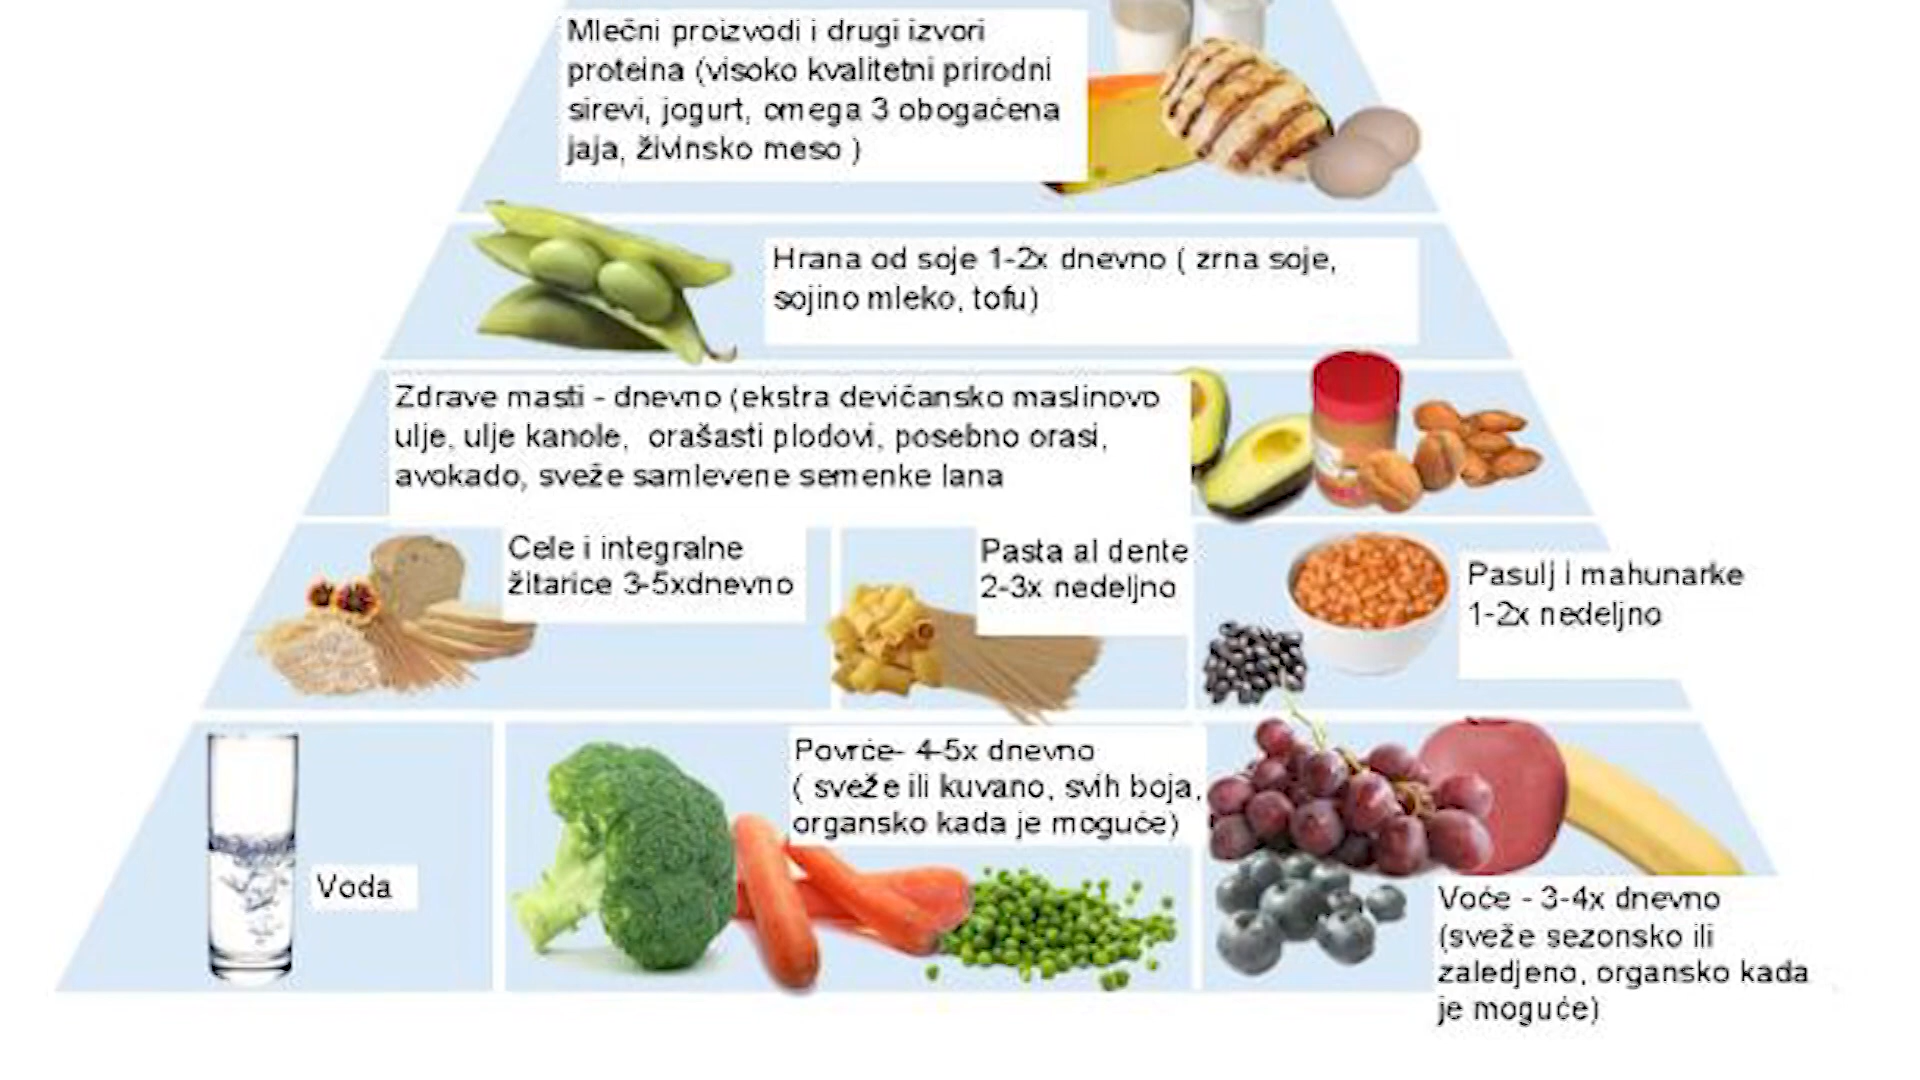 Mlečni proizvodi i drugi izvori
proteina (visoko kvalitetni prirodni
sirevi, jogurt, omega 3 obogaćena
jaja, živinsko meso )
Hrana od soje 1-2x dnevno ( zrna soje,
sojino mleko, tofu)
Zdrave masti - dnevno (ekstra devičansko maslinovo
ulje, ulje kanole, orašasti plodovi, posebno orasi,
avokado, sveže samlevene semenke lana
Cele i integralne
žitarice 3-5xdnevno
Pasta al dente
2-3x nedeljno
Pasulj i mahunarke
1-2x nedeljno
Voda
Povrće- 4-5x dnevno
( sveže ili kuvano, svih boja,
organsko kada je moguće)
Voće - 3-4x dnevno
(sveže sezonsko ili
zaledjeno, organsko kada
je moguće)